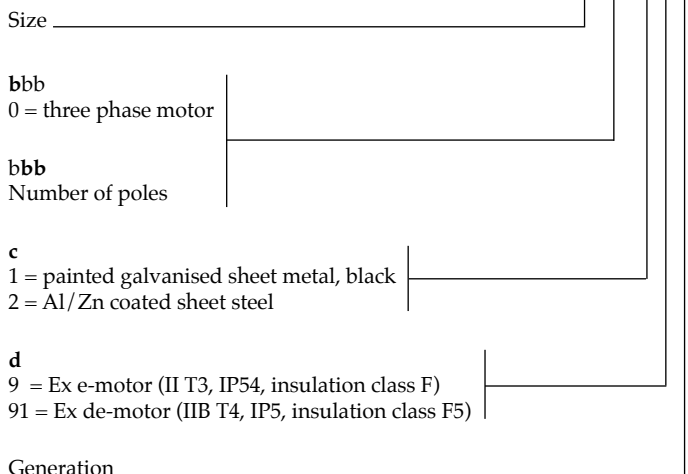 Size
bbb
0 = three phase motor
bbb
Number of poles
c
1 = painted galvanised sheet metal, black
2 = Al/Zn coated sheet steel
d
9 = Ex e-motor (II T3, IP54, insulation class F)
91 = Ex de-motor (IIB T4, IP5, insulation class F5)
Generation